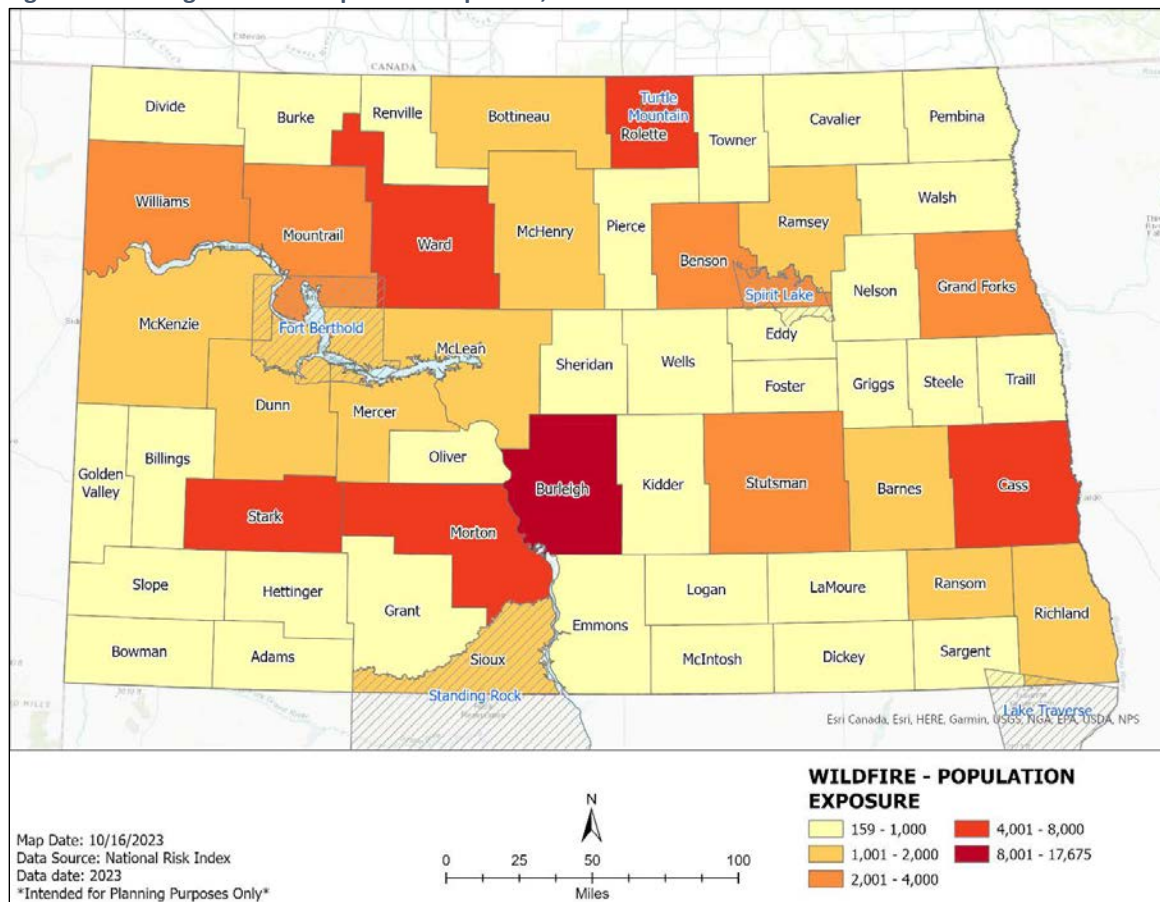 Estevan
CANADA
Divide
Burke
Renville
Bottineau
Turtle
Mountain
Rolette
Towner
Cavalier
Pembina
Williams
Mountrail
Ward
McHenry
Pierce
Ramsey
Walsh
Benson
Spirit Lake
Nelson
Grand Forks
McKenzie
Fort Berthold
McLean
Sheridan
Wells
Eddy
Foster
Griggs
Steele
Traill
Dunn
Mercer
Oliver
Golden
Valley
Billings
Stark
Morton
Burleigh
Kidder
Stutsman
Barnes
Cass
Slope
Hettinger
Grant
Logan
LaMoure
Ransom
Richland
Bowman
Adams
Sioux
Emmons
McIntosh
Dickey
Sargent
Standing Rock
Lake Traverse
Esri Canada, Esri, HERE, Garmin, USGS, NGA, EPA, USDA, NPS
WILDFIRE - POPULATION
EXPOSURE
159 - 1,000
1,001 - 2,000
2,001 - 4,000
4,001 - 8,000
8,001 - 17,675
N
0 25 50 100
Miles
Map Date: 10/16/2023
Data Source: National Risk Index
Data date: 2023
*Intended for Planning Purposes Only*